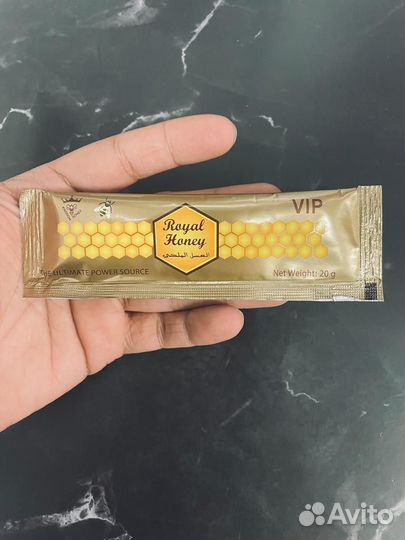 VIP
Royal
Honey
العسل الملكي
THE ULTIMATE POWER SOURCE
Net Weight: 20 g
Avito